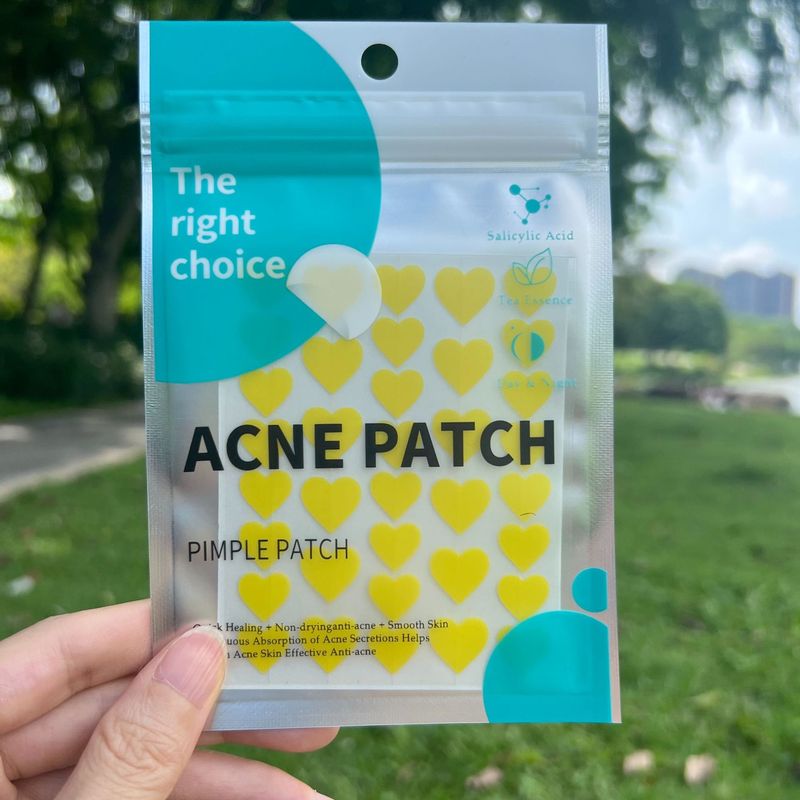 The
right
choice
Salicylic Acid
Tea Essence
Day & Night
ACNE PATCH
PIMPLE PATCH
Healing + Non-dryinganti-acne + Smooth Skin
Absorption of Acne Secretions Helps
Acne Skin Effective Anti-acne